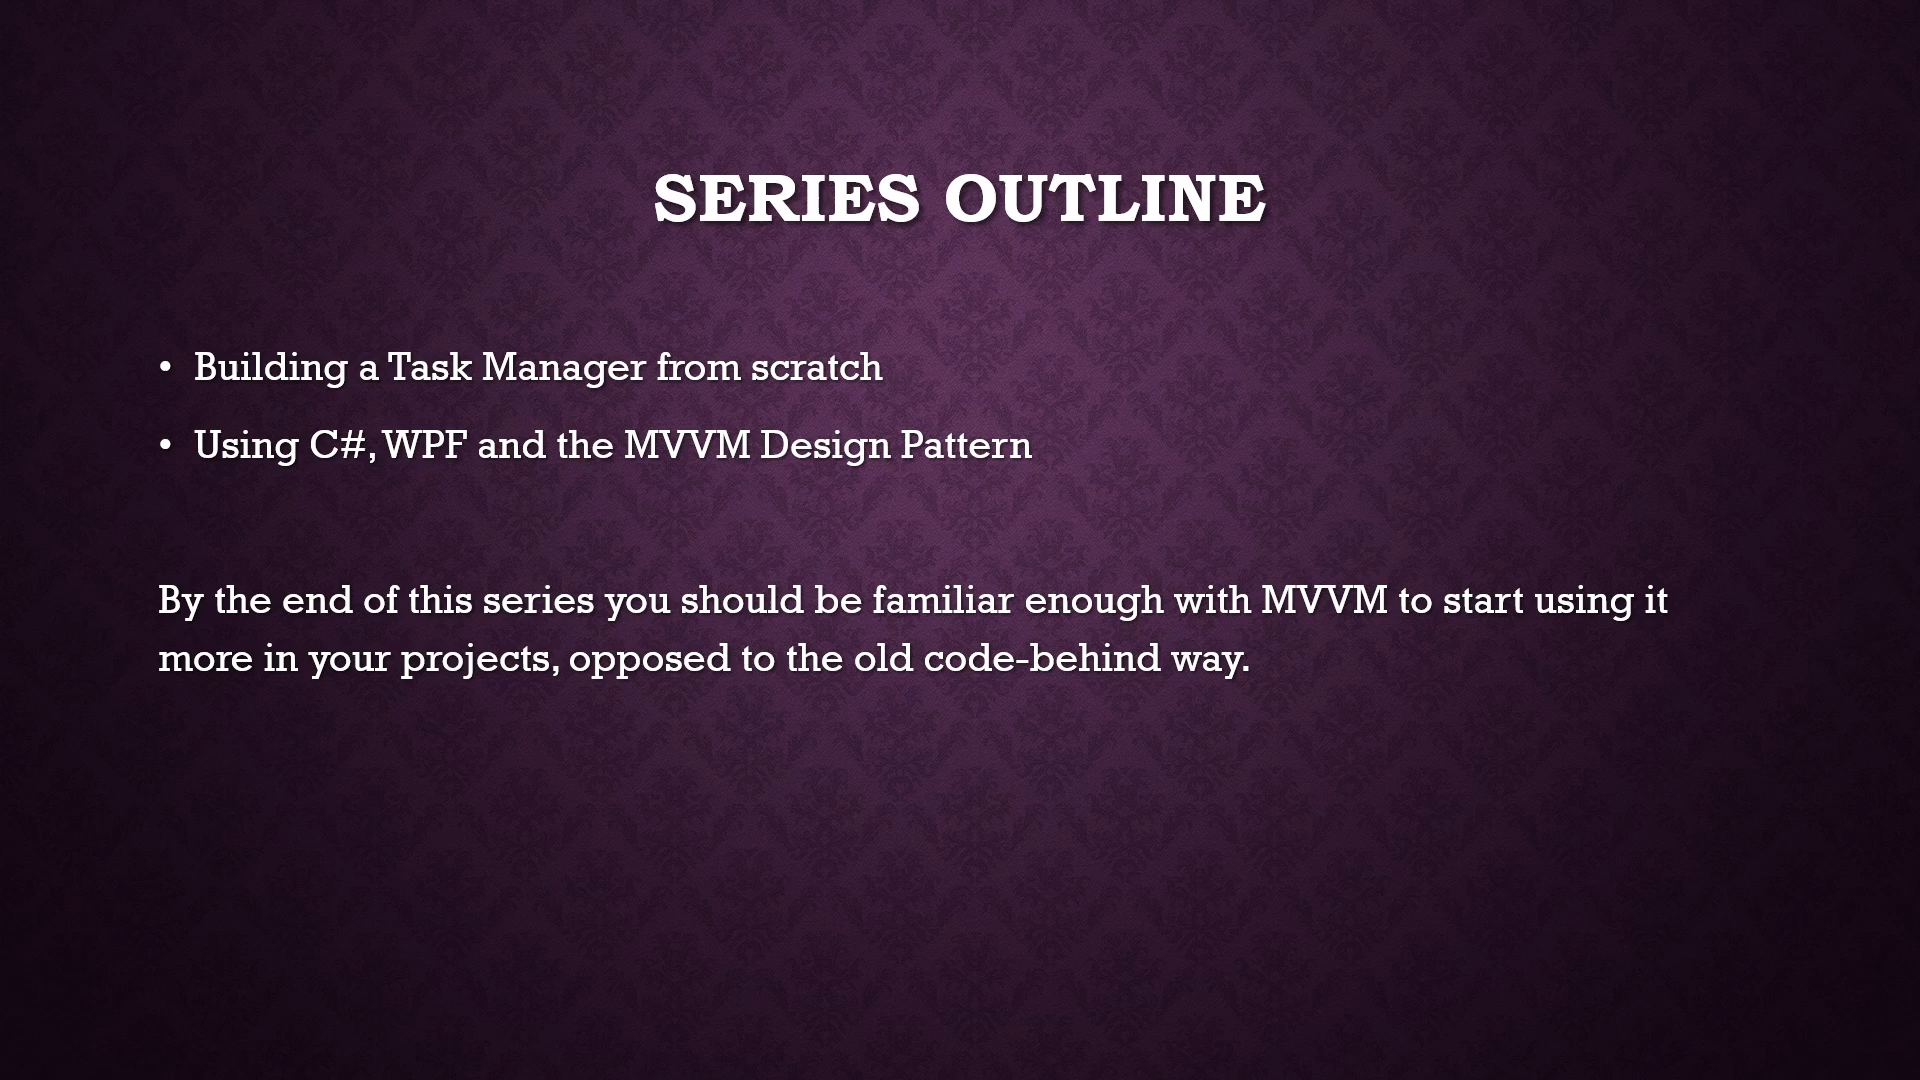 SERIES OUTLINE
• Building a Task Manager from scratch
• Using C#, WPF and the MVVM Design Pattern
By the end of this series you should be familiar enough with MVVM to start using it
more in your projects, opposed to the old code-behind way.